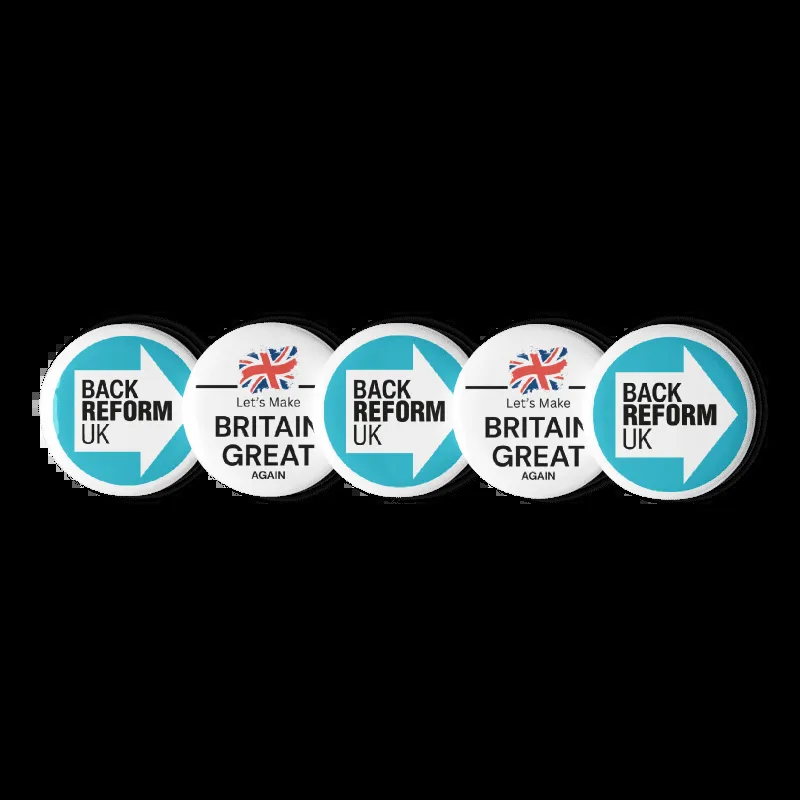 BACK
REFORM
UK
Let's Make
BRITAIN
GREAT
AGAIN
BACK
REFORM
UK
Let's Make
BRITAIN
GREAT
AGAIN
BACK
REFORM
UK